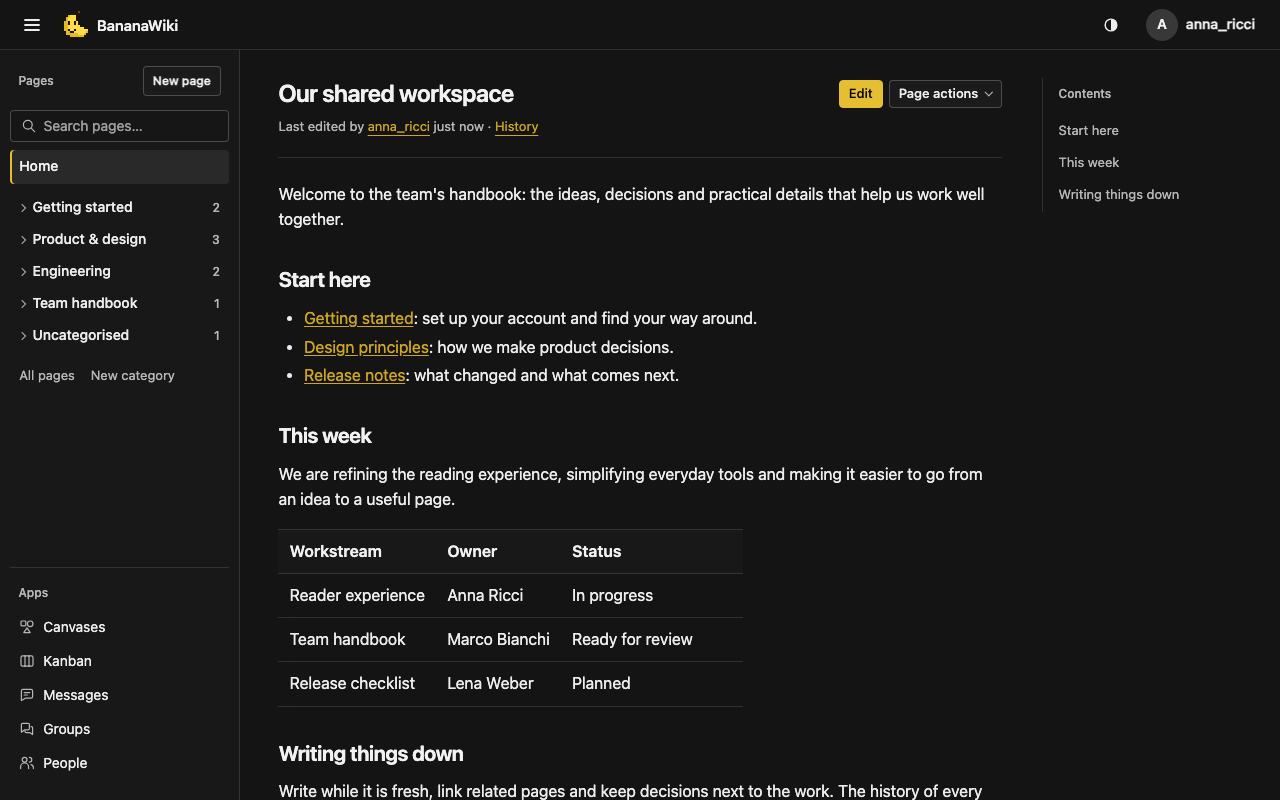 BananaWiki
A
anna_ricci
Pages
New page
Search pages...
Home
Getting started 2
Product & design 3
Engineering 2
Team handbook 1
Uncategorised 1
All pages New category
Apps
Canvases
Kanban
Messages
Groups
People
Our shared workspace
Edit
Page actions
Last edited by anna_ricci just now · History
Welcome to the team's handbook: the ideas, decisions and practical details that help us work well
together.
Start here
• Getting started: set up your account and find your way around.
• Design principles: how we make product decisions.
• Release notes: what changed and what comes next.
This week
We are refining the reading experience, simplifying everyday tools and making it easier to go from
an idea to a useful page.
Workstream Owner Status
Reader experience Anna Ricci In progress
Team handbook Marco Bianchi Ready for review
Release checklist Lena Weber Planned
Writing things down
Write while it is fresh, link related pages and keep decisions next to the work. The history of every
Contents
Start here
This week
Writing things down